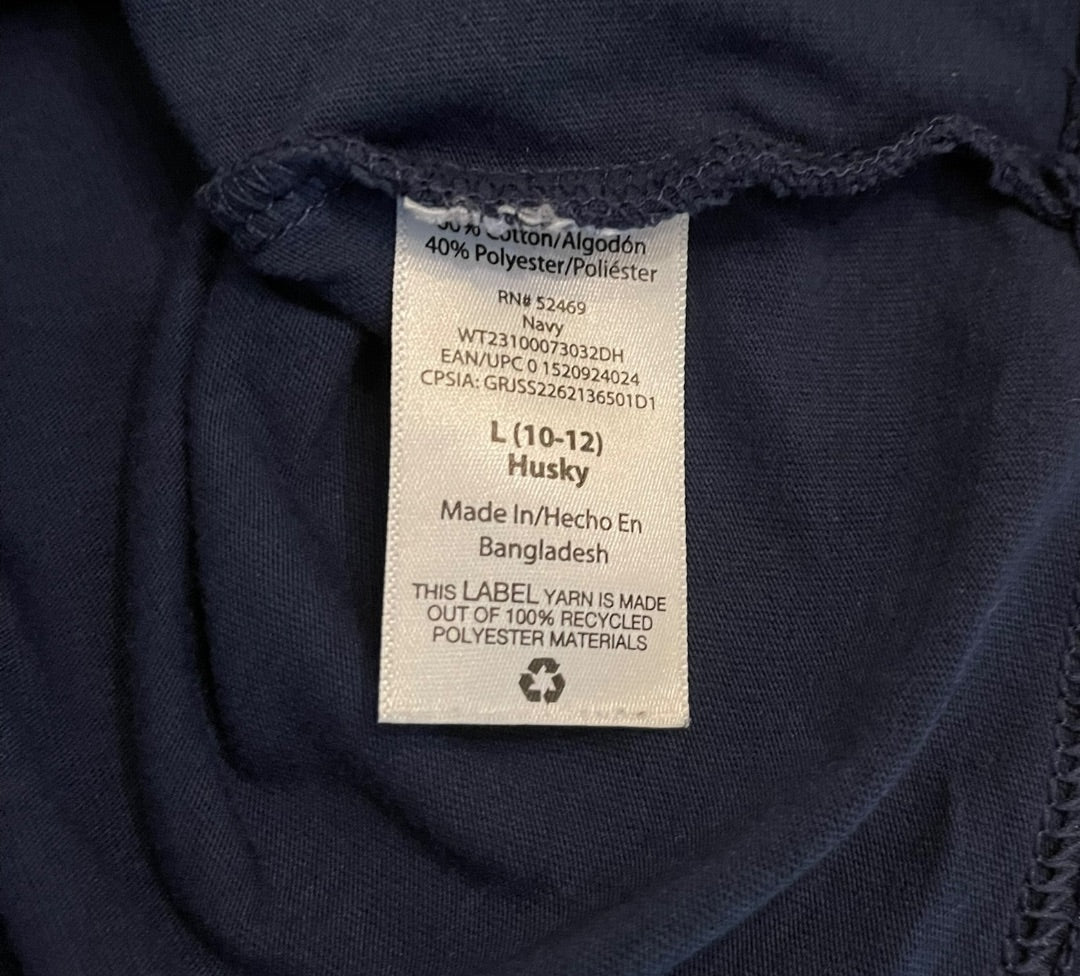 Cotton/Algodón
40% Polyester/Poliéster
RN# 52469
Navy
WT23100073032DH
EAN/UPC 0 1520924024
CPSIA: GRJSS2262136501D1
L (10-12)
Husky
Made In/Hecho En
Bangladesh
THIS LABEL YARN IS MADE
OUT OF 100% RECYCLED
POLYESTER MATERIALS